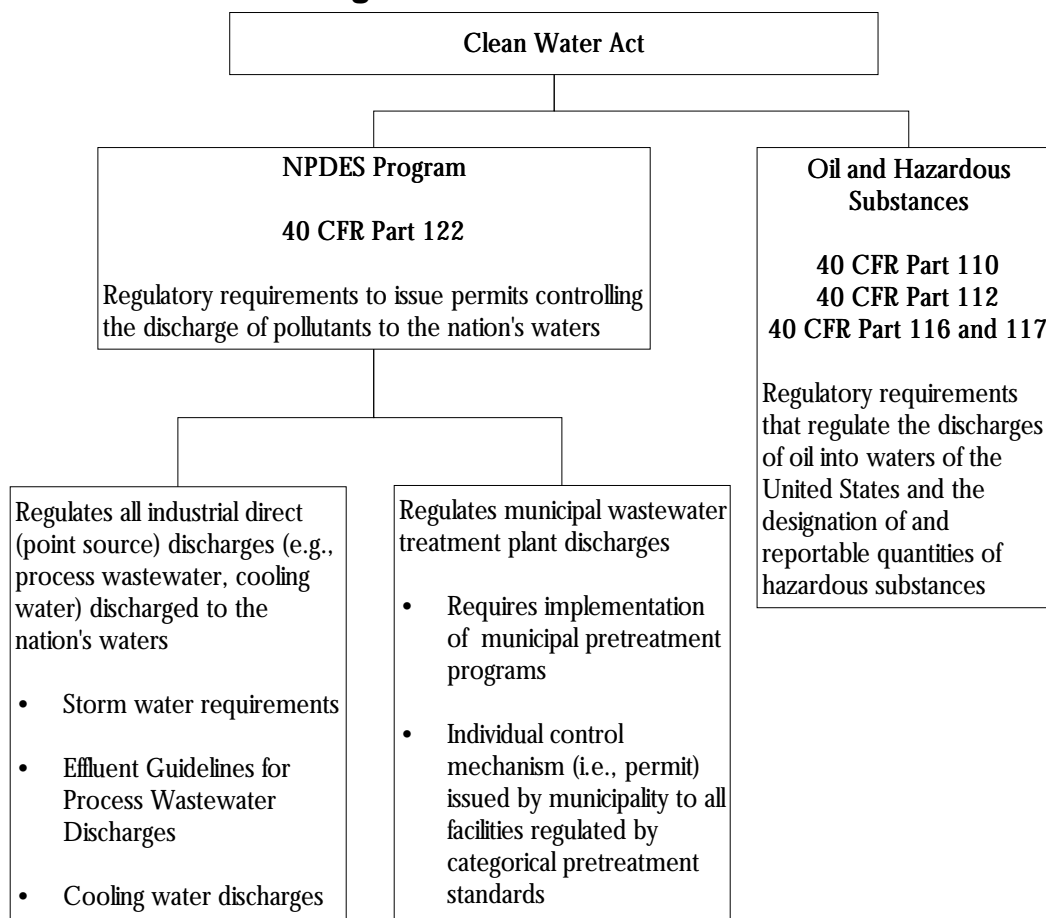 Clean Water Act
NPDES Program
40 CFR Part 122
Regulatory requirements to issue permits controlling
the discharge of pollutants to the nation's waters
Oil and Hazardous
Substances
40 CFR Part 110
40 CFR Part 112
40 CFR Part 116 and 117
Regulatory requirements
that regulate the discharges
of oil into waters of the
United States and the
designation of and
reportable quantities of
hazardous substances
Regulates all industrial direct
(point source) discharges (e.g.,
process wastewater, cooling
water) discharged to the
nation's waters
• Storm water requirements
• Effluent Guidelines for
Process Wastewater
Discharges
• Cooling water discharges
Regulates municipal wastewater
treatment plant discharges
• Requires implementation
of municipal pretreatment
programs
• Individual control
mechanism (i.e., permit)
issued by municipality to all
facilities regulated by
categorical pretreatment
standards